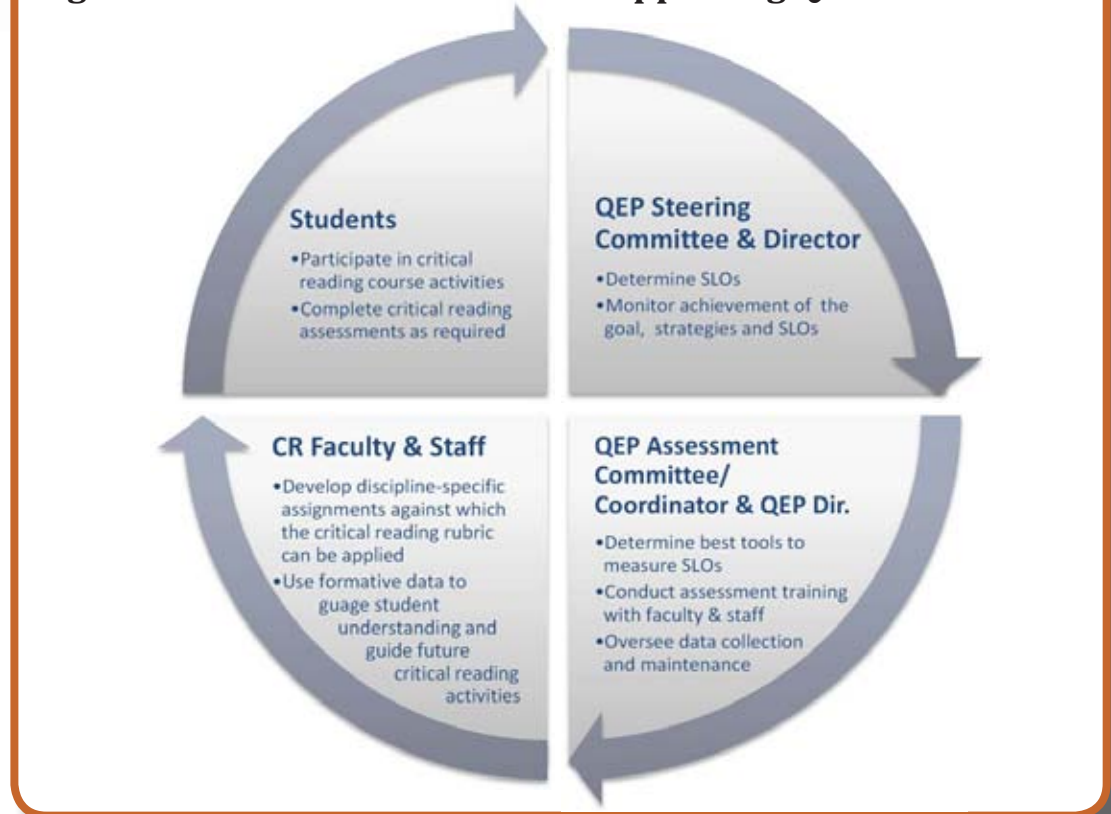 Students
•Participate in critical
reading course activities
•Complete critical reading
assessments as required
QEP Steering
Committee & Director
•Determine SLOs
•Monitor achievement of the
goal, strategies and SLOs
CR Faculty & Staff
•Develop discipline-specific
assignments against which
the critical reading rubric
can be applied
•Use formative data to
guage student
understanding and
guide future
critical reading
activities
QEP Assessment
Committee/
Coordinator & QEP Dir.
•Determine best tools to
measure SLOs
•Conduct assessment training
with faculty & staff
•Oversee data collection
and maintenance